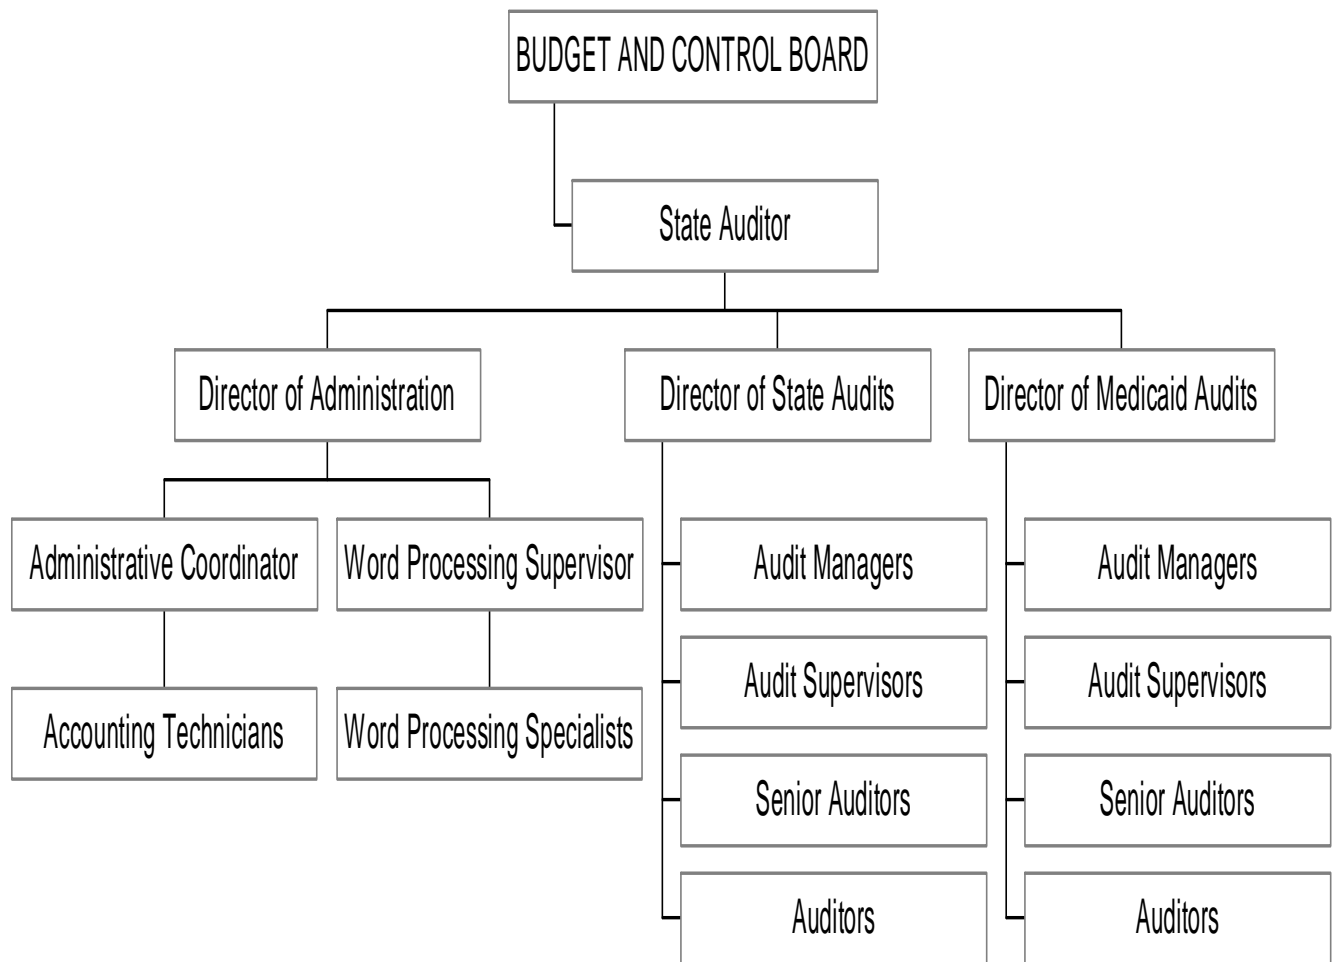 BUDGET AND CONTROL BOARD
State Auditor
Director of Administration
Director of State Audits
Director of Medicaid Audits
Administrative Coordinator
Word Processing Supervisor
Audit Managers
Audit Managers
Audit Supervisors
Audit Supervisors
Accounting Technicians
Word Processing Specialists
Senior Auditors
Senior Auditors
Auditors
Auditors